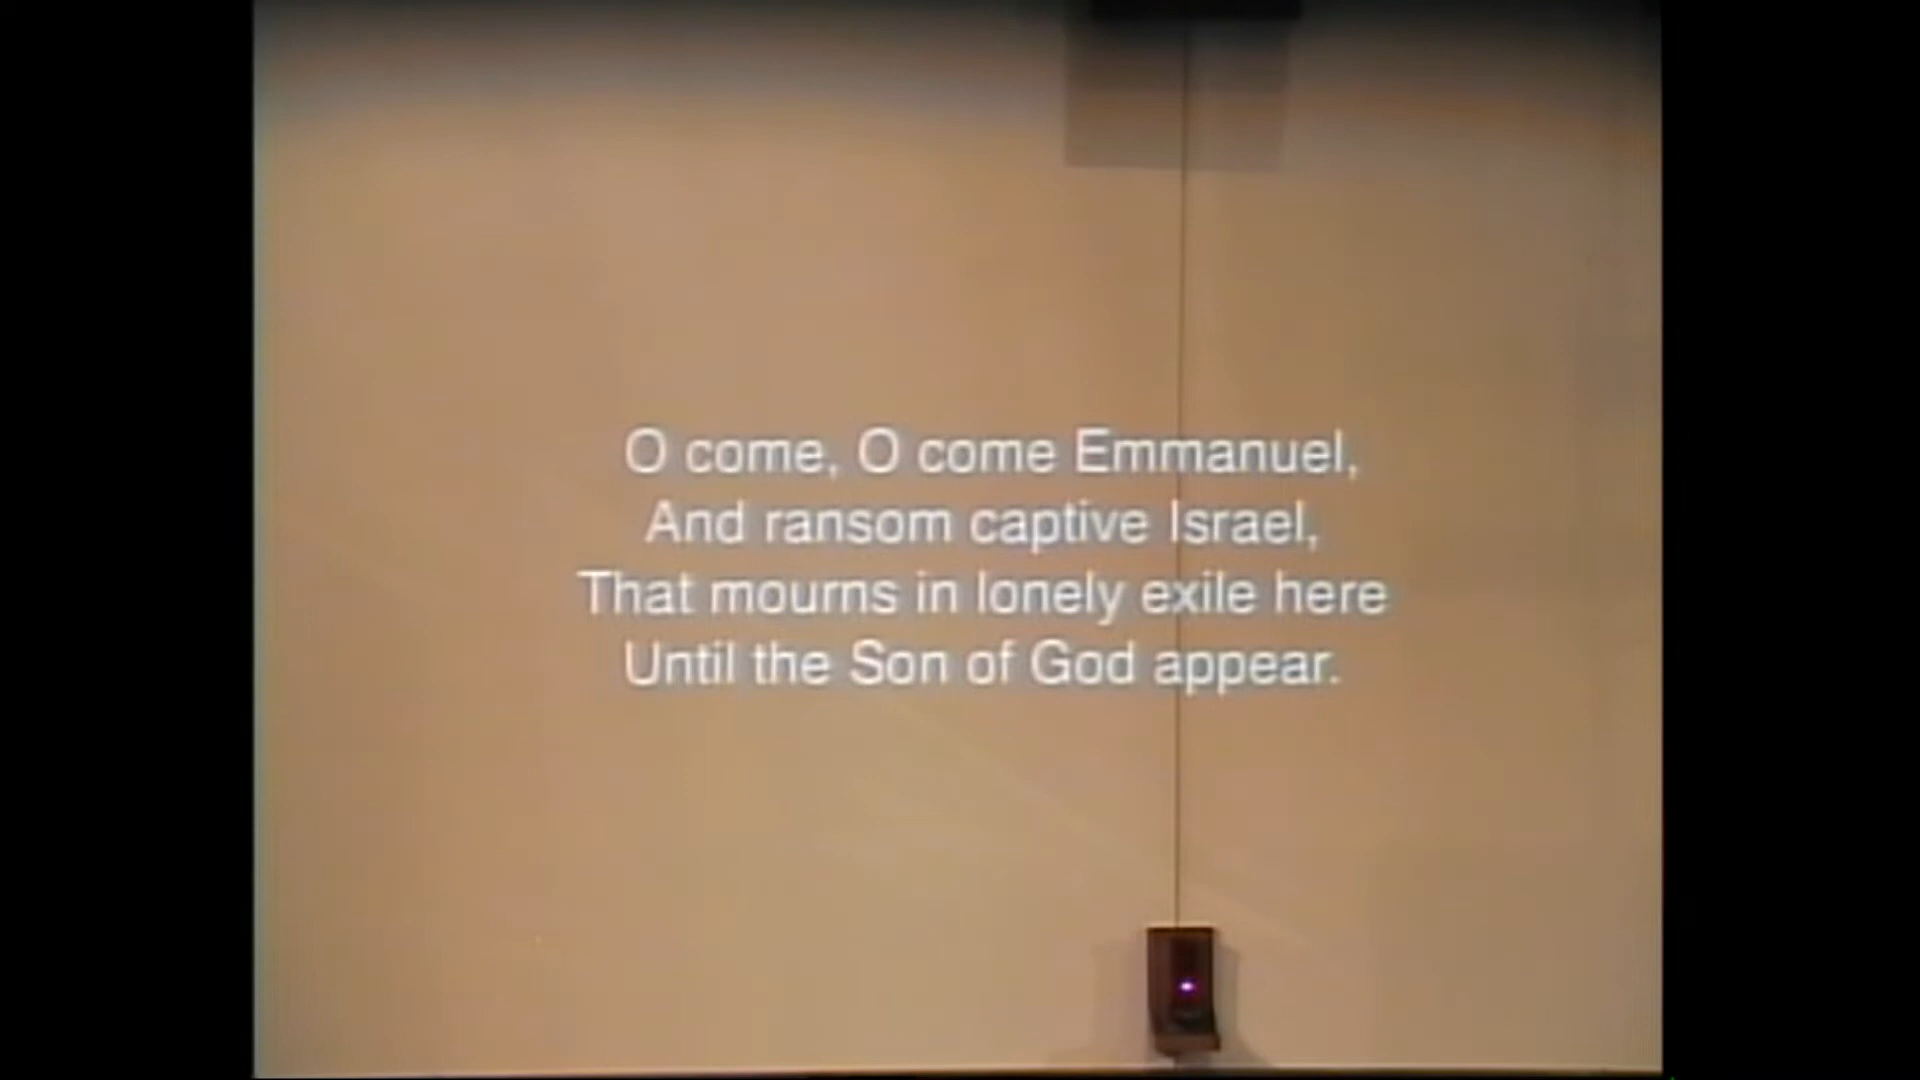 O come, O come Emmanuel,
And ransom captive Israel,
That mourns in lonely exile here
Until the Son of God appear.